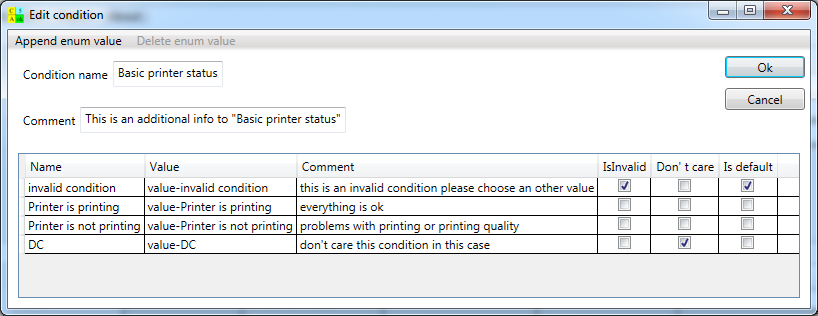 Edit condition
Append enum value Delete enum value
Condition name Basic printer status
Ok
Cancel
Comment This is an additional info to "Basic printer status"
Name Value Comment IsInvalid Don' t care Is default
invalid condition value-invalid condition this is an invalid condition please choose an other value
Printer is printing value-Printer is printing everything is ok
Printer is not printing value-Printer is not printing problems with printing or printing quality
DC value-DC don't care this condition in this case